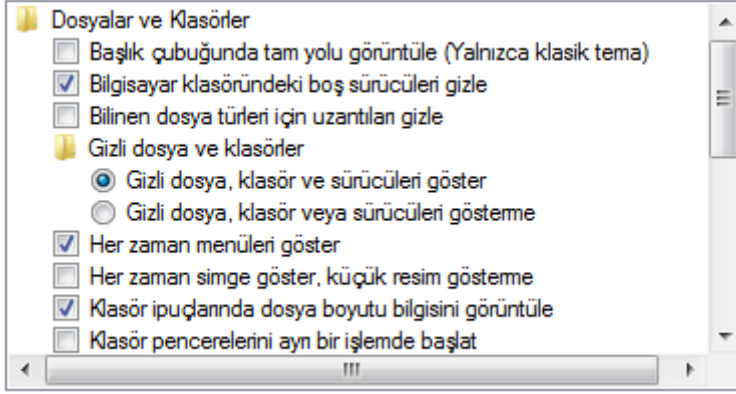 Dosyalar ve Klasörler
Başlık çubuğunda tam yolu görüntüle (Yalnızca klasik tema)
Bilgisayar klasöründeki boş sürücüleri gizle
Bilinen dosya türleri için uzantıları gizle
Gizli dosya ve klasörler
Gizli dosya, klasör ve sürücüleri göster
Gizli dosya, klasör veya sürücüleri gösterme
Her zaman menüleri göster
Her zaman simge göster, küçük resim gösterme
Klasör ipuçlarında dosya boyutu bilgisini görüntüle
Klasör pencerelerini ayrı bir işlemde başlat